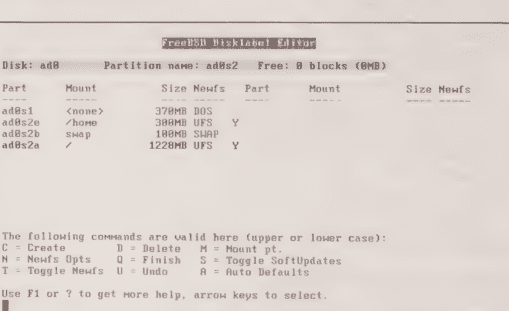 FreeBSD Disklabel Editor
Disk: ad0 Partition name: ad0s2 Free: 0 blocks (0MB)
Part Mount Size Newfs Part Mount Size Newfs
---- ----- ---- ----- ---- ----- ---- -----
ad0s1 <none> 370MB DOS
ad0s2e /home 300MB UFS Y
ad0s2b swap 100MB SWAP
ad0s2a / 1228MB UFS Y
The following commands are valid here (upper or lower case):
C = Create D = Delete M = Mount pt.
N = Newfs Opts Q = Finish S = Toggle SoftUpdates
T = Toggle Newfs U = Undo A = Auto Defaults
Use F1 or ? to get more help, arrow keys to select.